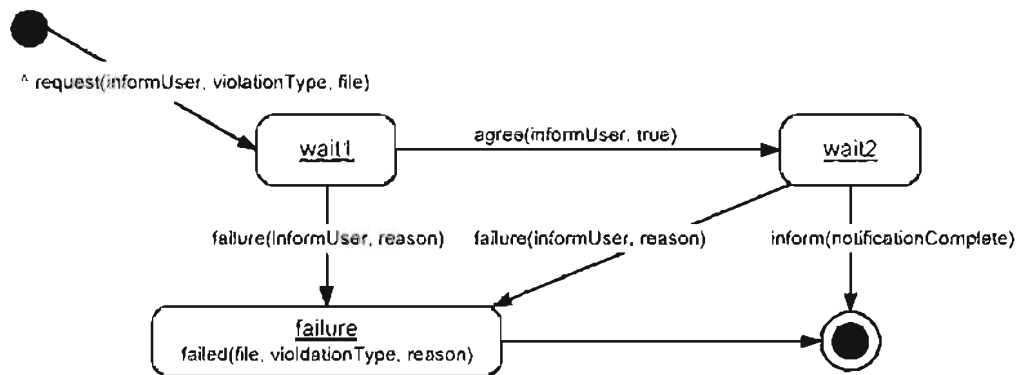 ^ request(informUser, violationType, file)
wait1
agree(informUser, true)
wait2
failure(InformUser, reason)
failure(informUser, reason)
inform(notificationComplete)
failure
failed(file, violdationType, reason)